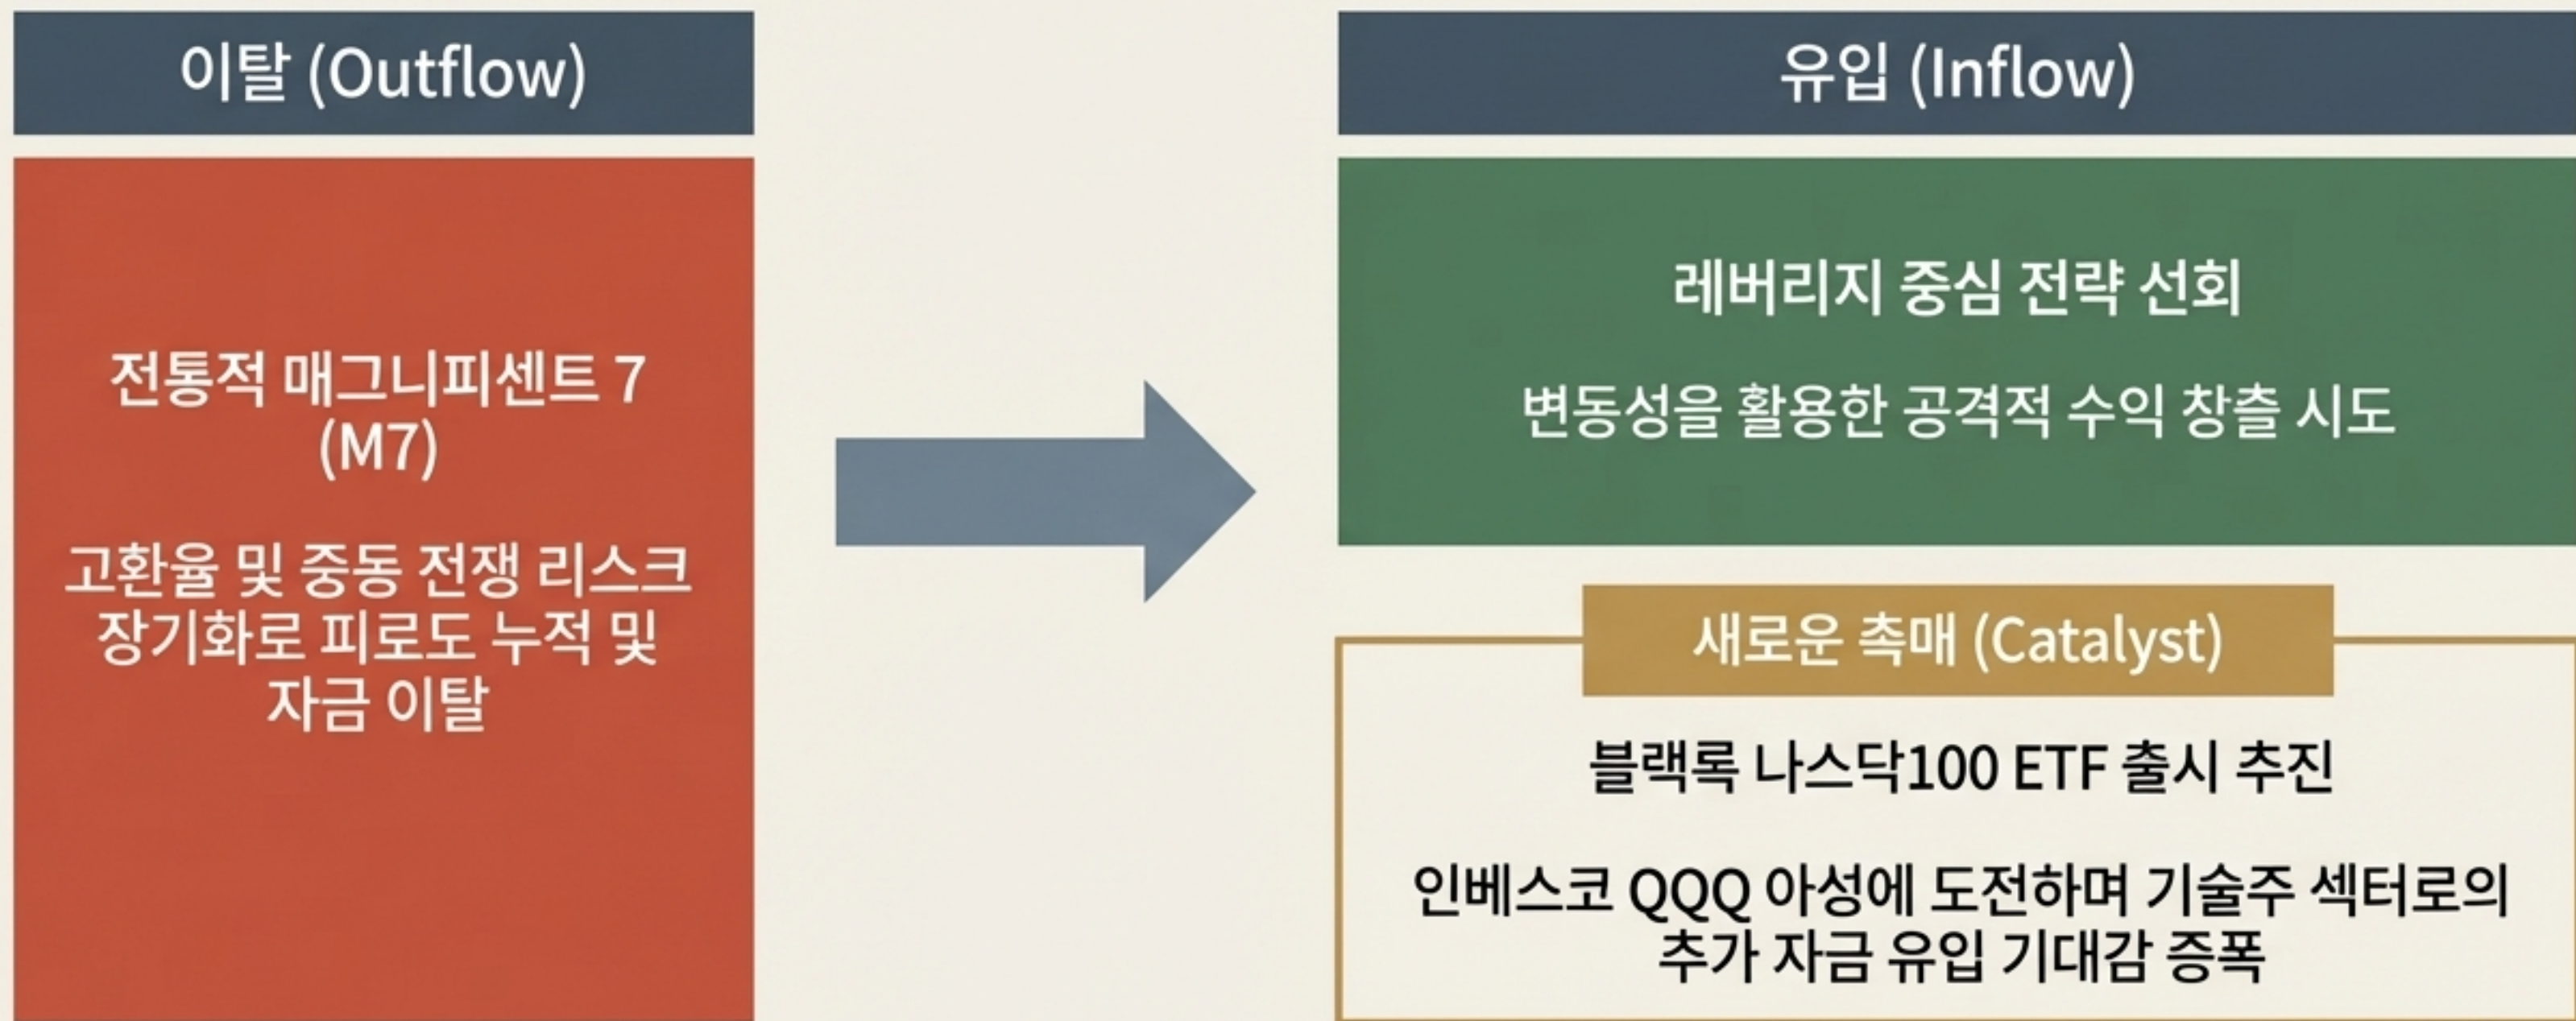 이탈 (Outflow)
전통적 매그니피센트 7
(M7)
고환율 및 중동 전쟁 리스크
장기화로 피로도 누적 및
자금 이탈
유입 (Inflow)
레버리지 중심 전략 선회
변동성을 활용한 공격적 수익 창츨 시도
새로운 촉매 (Catalyst)
블랙록 나스닥100 ETF 출시 추진
인베스코 QQQ 아성에 도전하며 기술주 섹터로의
추가 자금 유입 기대감 증폭